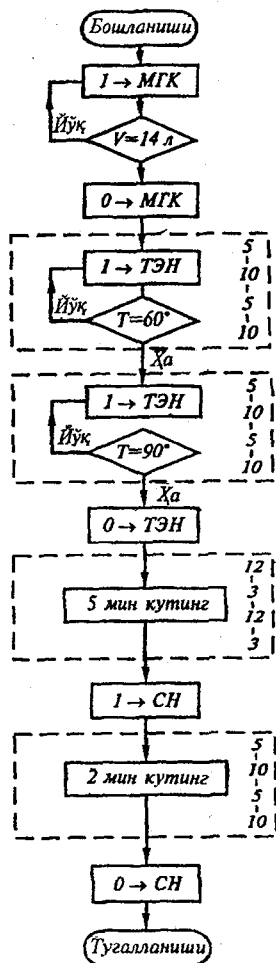 Бошланиши
1 → МГК
Йўқ
V=14 л
0 → МГК
1 → ТЭН
Йўқ
T=60°
5
10
5
10
Ҳа
1 → ТЭН
Йўқ
T=90°
5
10
5
10
Ҳа
0 → ТЭН
5 мин кутинг
12
3
12
3
1 → СН
2 мин кутинг
5
10
5
10
0 → СН
Тугалланиши